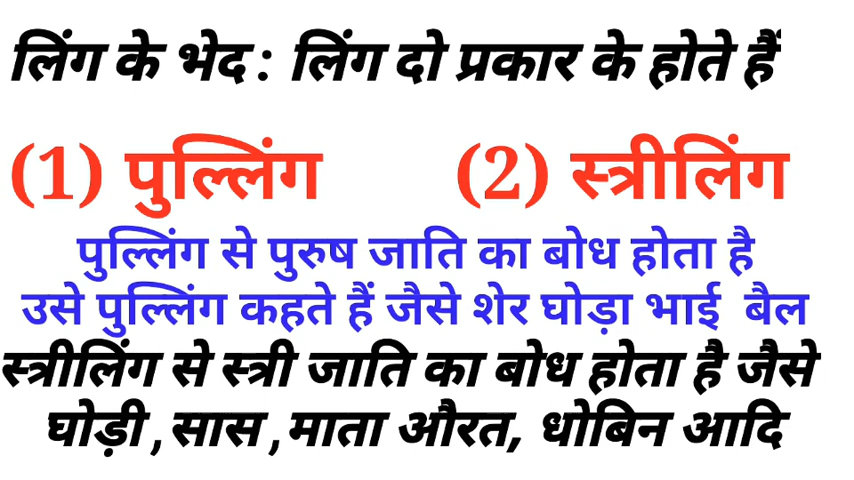 लिंग के भेद : लिंग दो प्रकार के होते हैं
(1) पुल्लिंग (2) स्त्रीलिंग
पुल्लिंग से पुरुष जाति का बोध होता है
उसे पुल्लिंग कहते हैं जैसे शेर घोड़ा भाई बैल
स्त्रीलिंग से स्त्री जाति का बोध होता है जैसे
घोड़ी ,सास ,माता औरत, धोबिन आदि